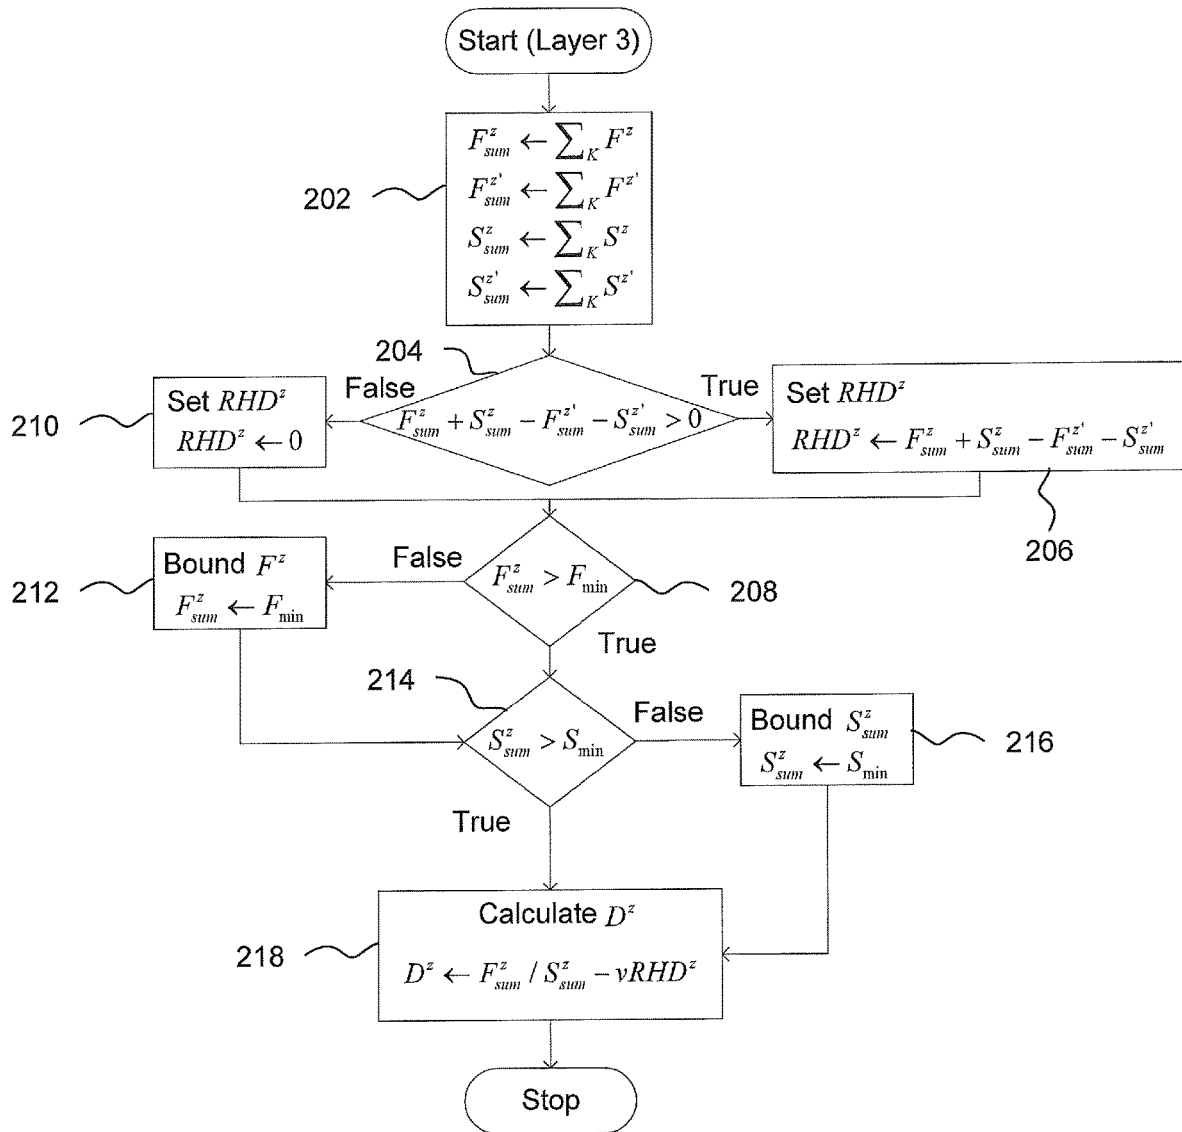 Start (Layer 3)
F^z_sum ← ∑_K F^z
F^z'_sum ← ∑_K F^z'
S^z_sum ← ∑_K S^z
S^z'_sum ← ∑_K S^z'
202
204
False
True
F^z_sum + S^z_sum − F^z'_sum − S^z'_sum > 0
Set RHD^z
RHD^z ← 0
210
Set RHD^z
RHD^z ← F^z_sum + S^z_sum − F^z'_sum − S^z'_sum
206
False
F^z_sum > F_min
208
True
Bound F^z
F^z_sum ← F_min
212
214
False
S^z_sum > S_min
True
Bound S^z_sum
S^z_sum ← S_min
216
Calculate D^z
D^z ← F^z_sum / S^z_sum − vRHD^z
218
Stop